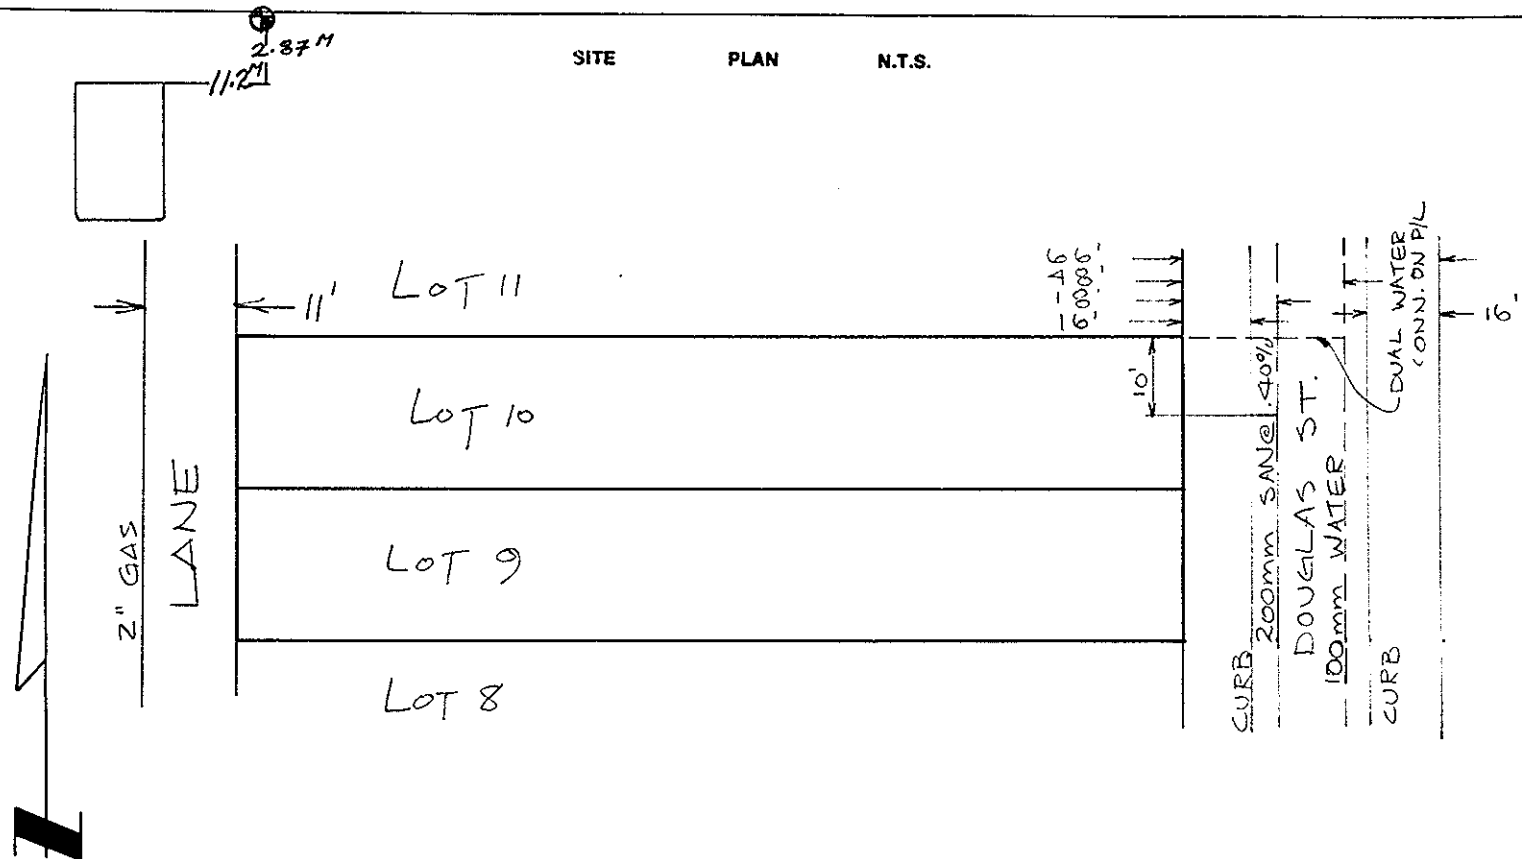 2.87 M
SITE PLAN N.T.S.
11.2M
LOT 11
11'
16'
DUAL WATER
CONN. ON P/L
10'
LOT 10
LANE
2" GAS
LOT 9
LOT 8
CURB
200mm SAN@ .40%
DOUGLAS ST.
100mm WATER
CURB